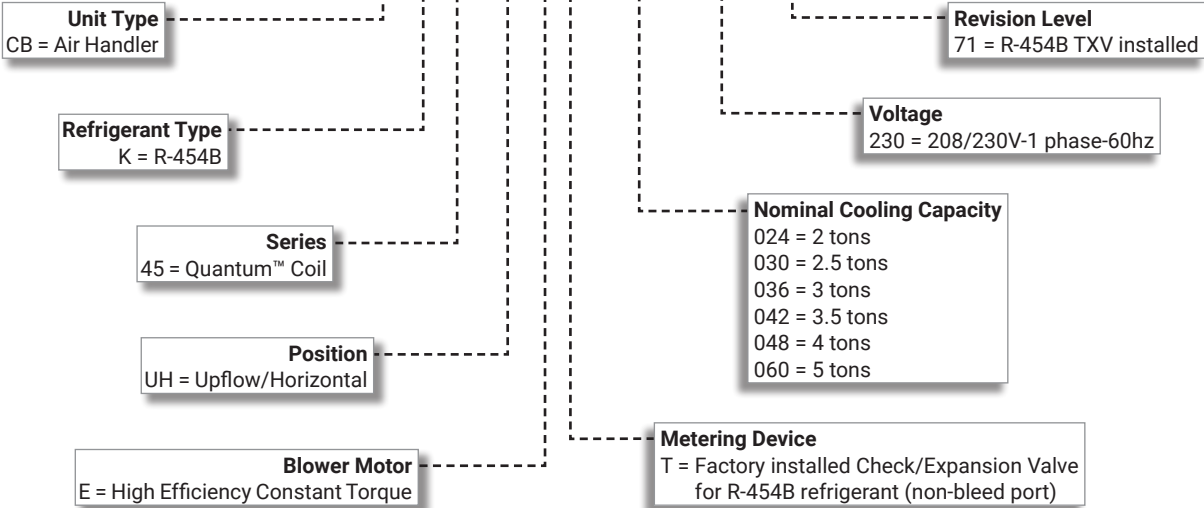 Unit Type
CB = Air Handler
Refrigerant Type
K = R-454B
Series
45 = Quantum™ Coil
Position
UH = Upflow/Horizontal
Blower Motor
E = High Efficiency Constant Torque
Revision Level
71 = R-454B TXV installed
Voltage
230 = 208/230V-1 phase-60hz
Nominal Cooling Capacity
024 = 2 tons
030 = 2.5 tons
036 = 3 tons
042 = 3.5 tons
048 = 4 tons
060 = 5 tons
Metering Device
T = Factory installed Check/Expansion Valve
for R-454B refrigerant (non-bleed port)